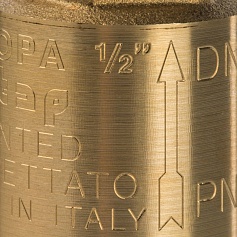 OPA 1/2" DN
NTED
ETTATO PN
IN ITALY